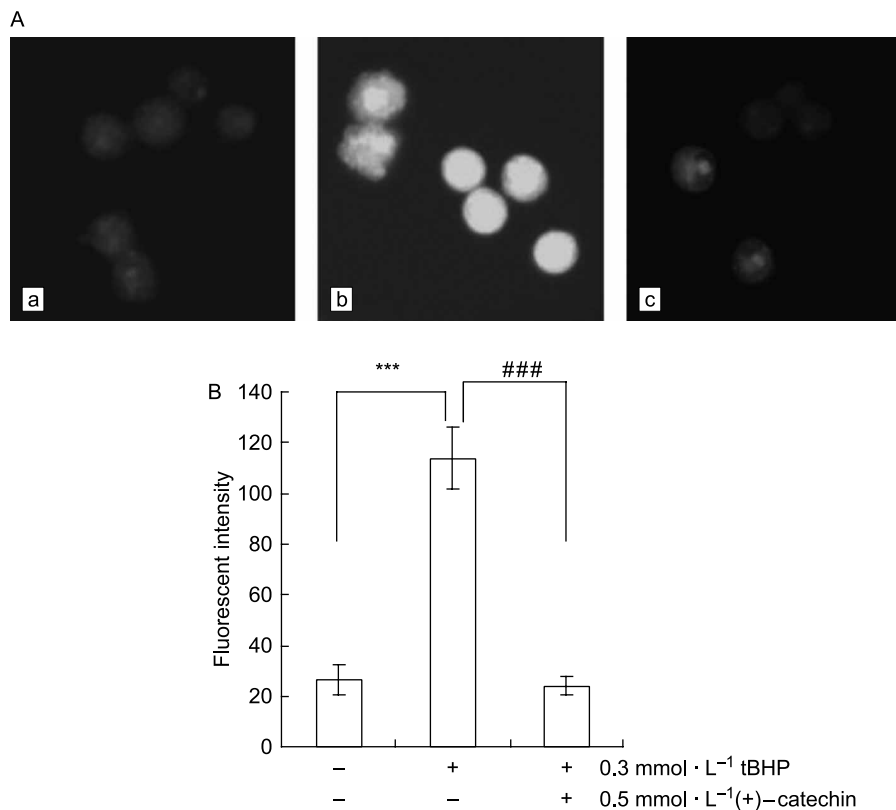 A
a
b
c
B
***
###
Fluorescent intensity
140
120
100
80
60
40
20
0
– + + 0.3 mmol · L⁻¹ tBHP
– – + 0.5 mmol · L⁻¹(+)–catechin